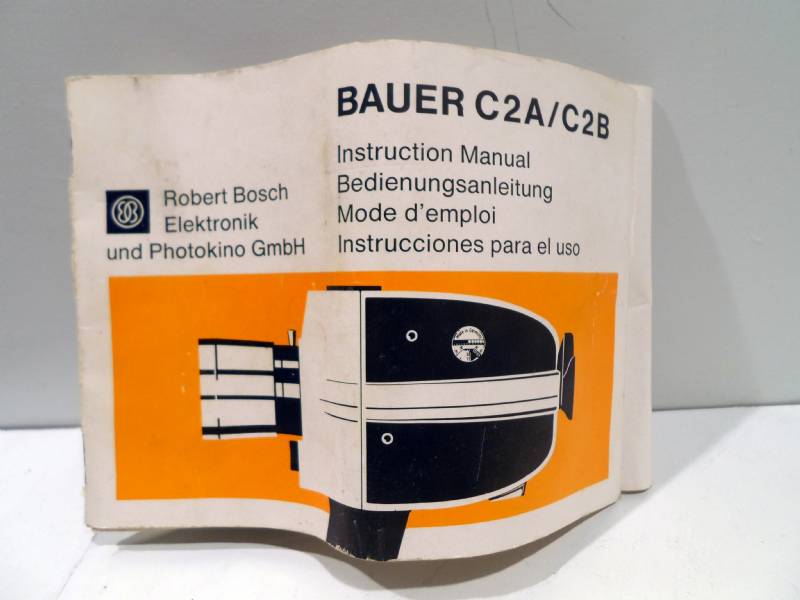 BAUER C2A/C2B
Instruction Manual
Bedienungsanleitung
Mode d'emploi
Instrucciones para el uso
Robert Bosch
Elektronik
und Photokino GmbH